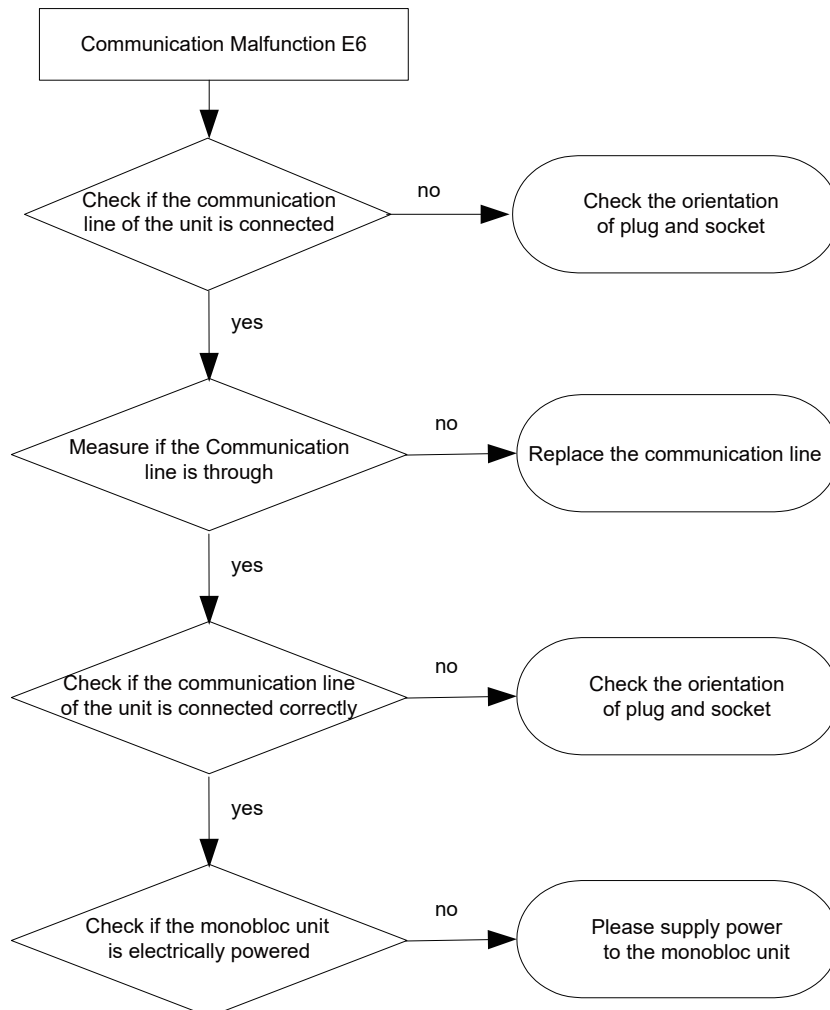 Communication Malfunction E6
Check if the communication
line of the unit is connected
no
Check the orientation
of plug and socket
yes
Measure if the Communication
line is through
no
Replace the communication line
yes
Check if the communication line
of the unit is connected correctly
no
Check the orientation
of plug and socket
yes
Check if the monobloc unit
is electrically powered
no
Please supply power
to the monobloc unit